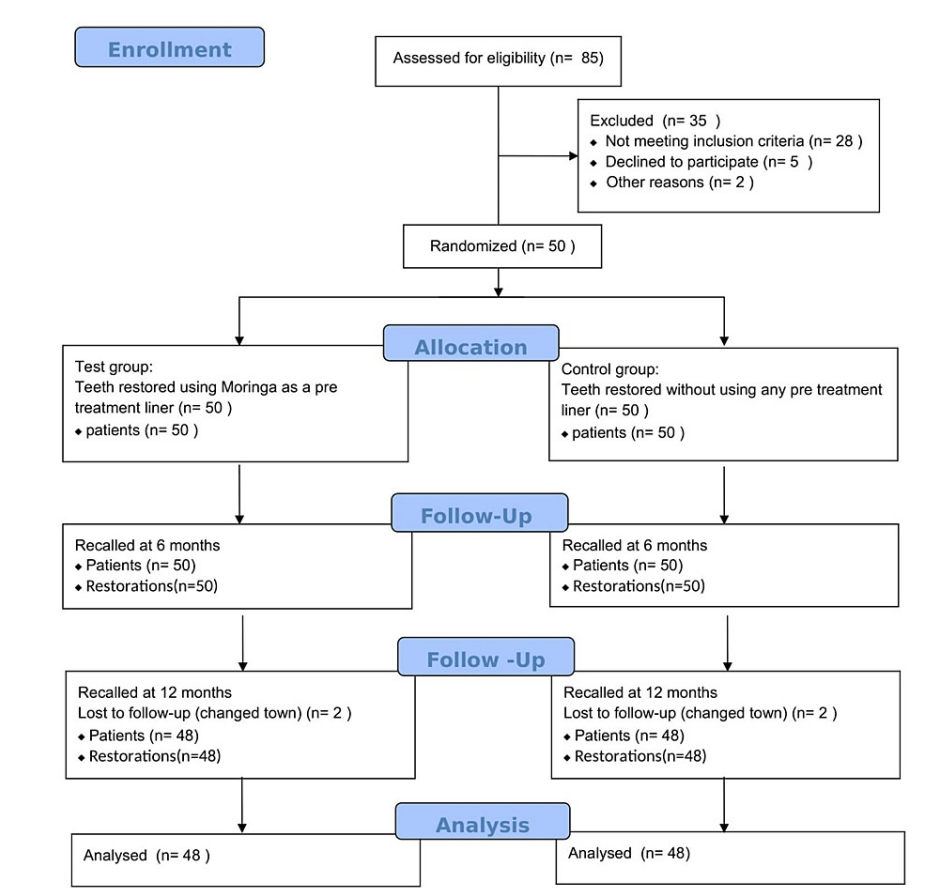 Enrollment
Assessed for eligibility (n=  85)
Excluded  (n= 35  )
◆ Not meeting inclusion criteria (n= 28 )
◆ Declined to participate (n= 5  )
◆ Other reasons (n= 2 )
Randomized (n= 50 )
Allocation
Test group:
Teeth restored using Moringa as a pre
treatment liner (n= 50 )
◆ patients (n= 50 )
Control group:
Teeth restored without using any pre treatment
liner (n= 50 )
◆ patients (n= 50 )
Follow-Up
Recalled at 6 months
◆ Patients (n= 50)
◆ Restorations(n=50)
Recalled at 6 months
◆ Patients (n= 50)
◆ Restorations(n=50)
Follow -Up
Recalled at 12 months
Lost to follow-up (changed town) (n= 2 )
◆ Patients (n= 48)
◆ Restorations(n=48)
Recalled at 12 months
Lost to follow-up (changed town) (n= 2 )
◆ Patients (n= 48)
◆ Restorations(n=48)
Analysis
Analysed  (n= 48 )
Analysed  (n= 48)